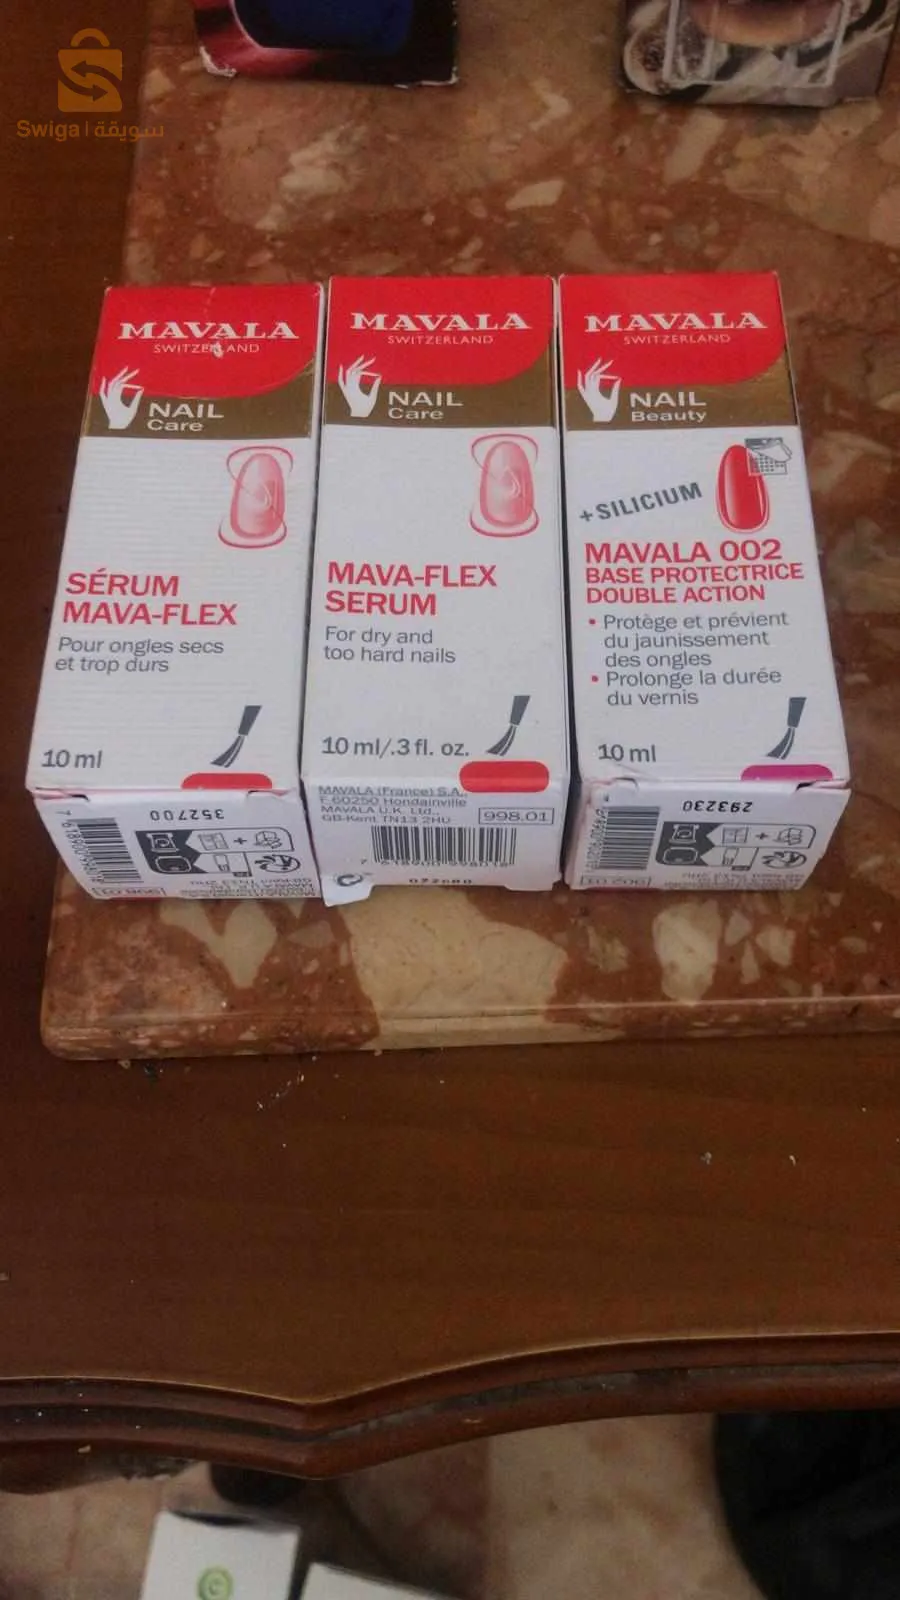 Swiga | سويقة
MAVALA
SWITZERLAND
NAIL
Care
SÉRUM
MAVA-FLEX
Pour ongles secs
et trop durs
10 ml
352700
MAVALA
SWITZERLAND
NAIL
Care
MAVA-FLEX
SERUM
For dry and
too hard nails
10 ml/.3 fl. oz.
MAVALA (France) S.A.,
F-60250 Hondainville
MAVALA U.K. Ltd.,
GB-Kent TN13 2HU
998.01
7 618900 998018
MAVALA
SWITZERLAND
NAIL
Beauty
+SILICIUM
MAVALA 002
BASE PROTECTRICE
DOUBLE ACTION
• Protège et prévient
du jaunissement
des ongles
• Prolonge la durée
du vernis
10 ml
293230